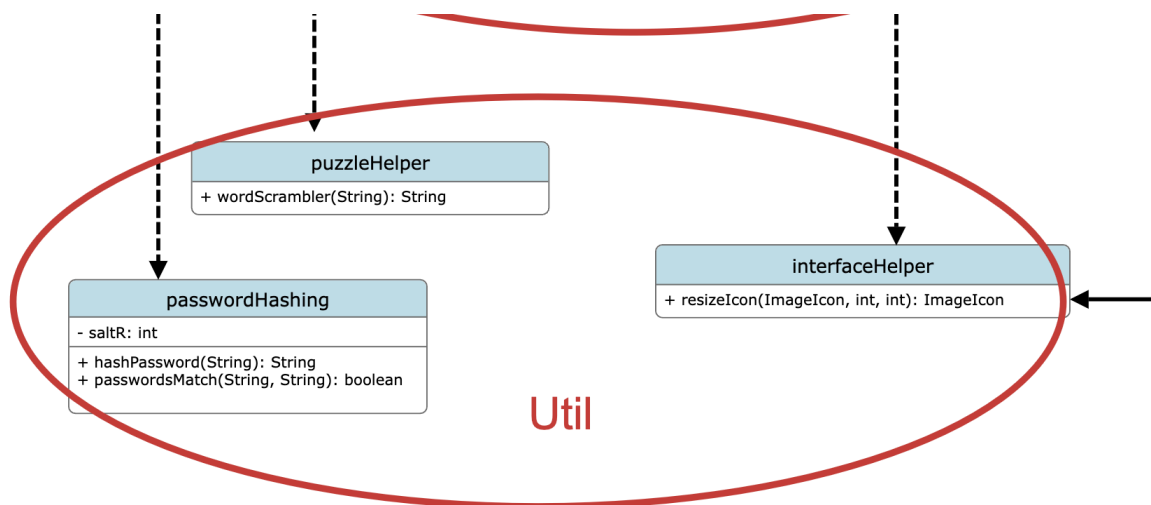 puzzleHelper
+ wordScrambler(String): String
interfaceHelper
+ resizeIcon(ImageIcon, int, int): ImageIcon
passwordHashing
- saltR: int
+ hashPassword(String): String
+ passwordsMatch(String, String): boolean
Util